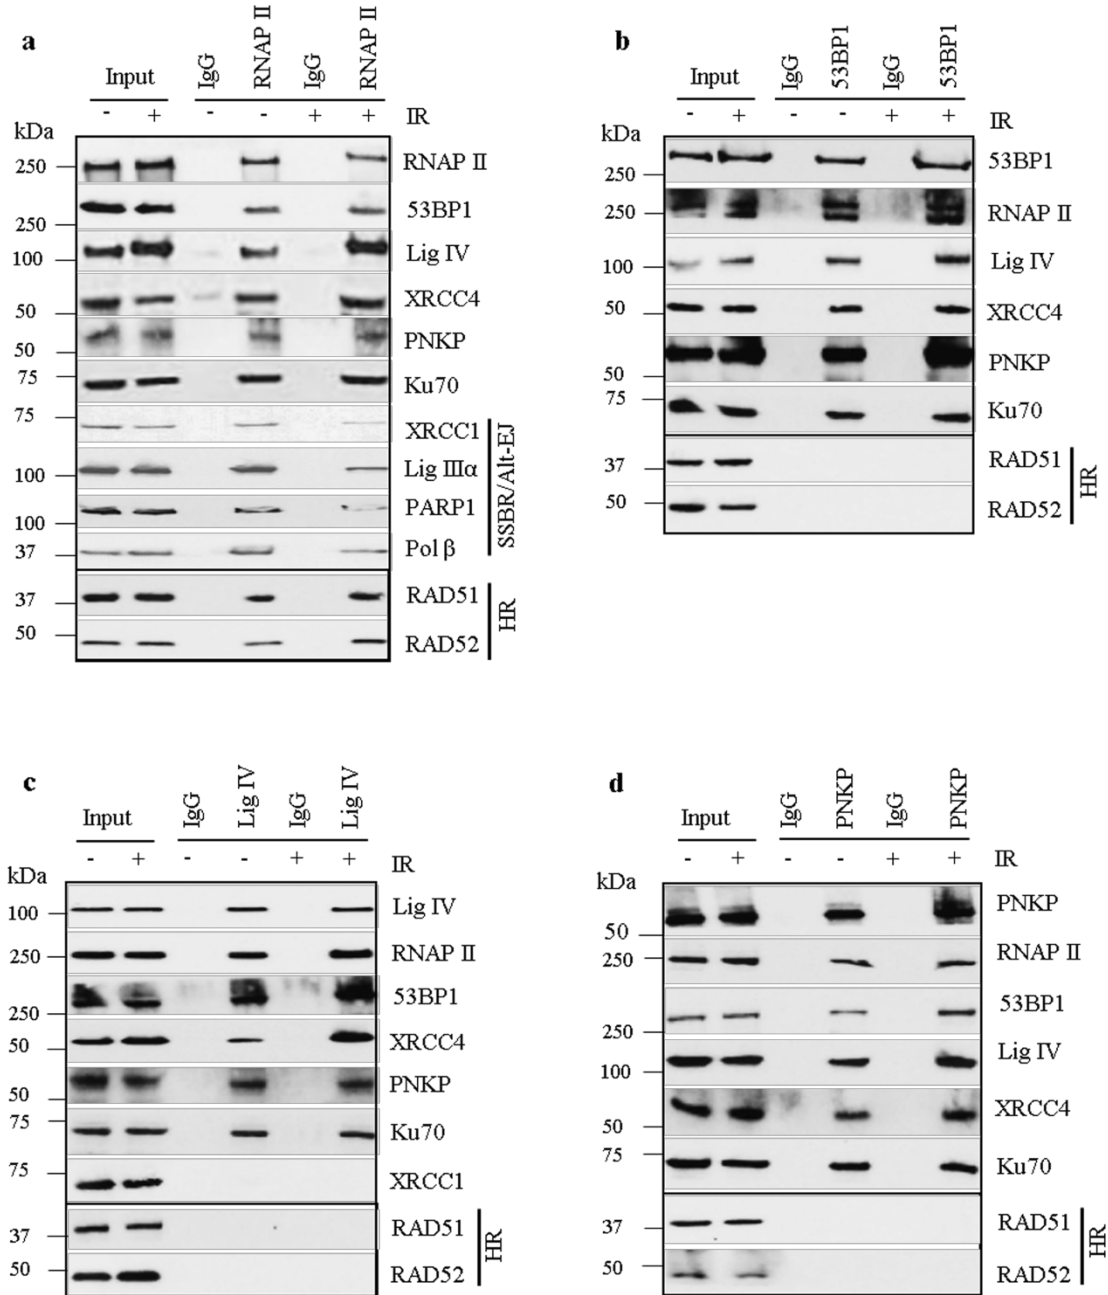 a
Input IgG RNAP II IgG RNAP II
- + - - + + IR
kDa
250 RNAP II
250 53BP1
100 Lig IV
50 XRCC4
50 PNKP
75 Ku70
75 XRCC1
100 Lig IIIα
100 PARP1
37 Pol β
SSBR/Alt-EJ
37 RAD51
50 RAD52
HR
b
Input IgG 53BP1 IgG 53BP1
- + - - + + IR
kDa
250 53BP1
250 RNAP II
100 Lig IV
50 XRCC4
50 PNKP
75 Ku70
37 RAD51
50 RAD52
HR
c
Input IgG Lig IV IgG Lig IV
- + - - + + IR
kDa
100 Lig IV
250 RNAP II
250 53BP1
50 XRCC4
50 PNKP
75 Ku70
75 XRCC1
37 RAD51
50 RAD52
HR
d
Input IgG PNKP IgG PNKP
- + - - + + IR
kDa
50 PNKP
250 RNAP II
250 53BP1
100 Lig IV
50 XRCC4
75 Ku70
37 RAD51
50 RAD52
HR